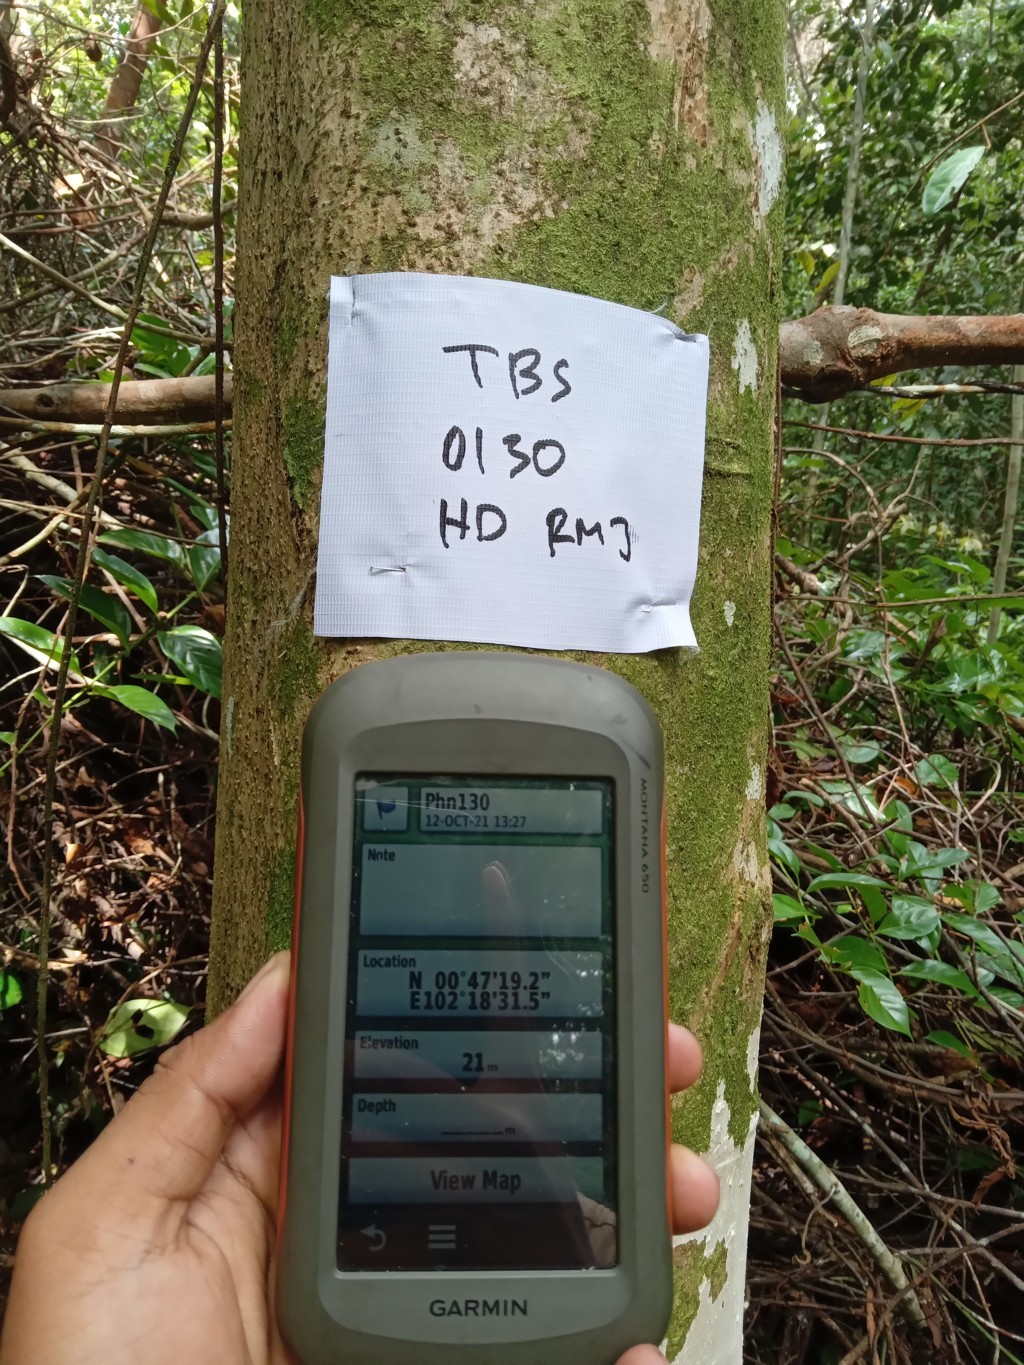 TBS
0130
HD RMJ
MONTANA 650
Phn130
12-OCT-21 13:27
Note
Location
N 00°47'19.2"
E102°18'31.5"
Elevation
21 m
Depth
_______m
View Map
GARMIN